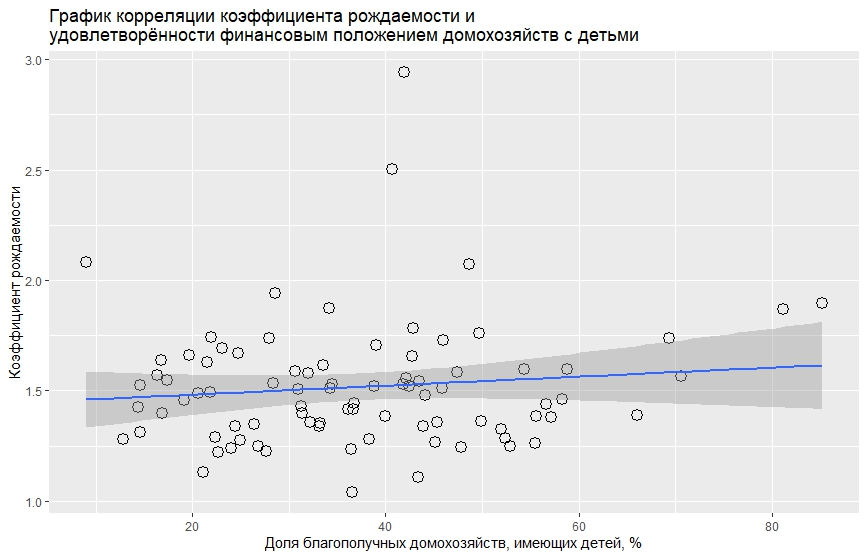 График корреляции коэффициента рождаемости и
удовлетворённости финансовым положением домохозяйств с детьми
3.0
2.5
2.0
1.5
1.0
Коэффициент рождаемости
20 40 60 80
Доля благополучных домохозяйств, имеющих детей, %